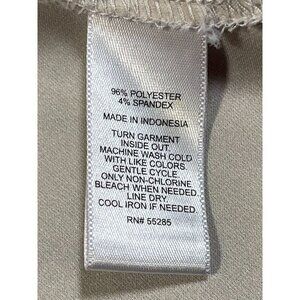 96% POLYESTER
4% SPANDEX
MADE IN INDONESIA
TURN GARMENT
INSIDE OUT.
MACHINE WASH COLD
WITH LIKE COLORS
GENTLE CYCLE.
ONLY NON-CHLORINE
BLEACH WHEN NEEDED
LINE DRY.
COOL IRON IF NEEDED.
RN# 55285